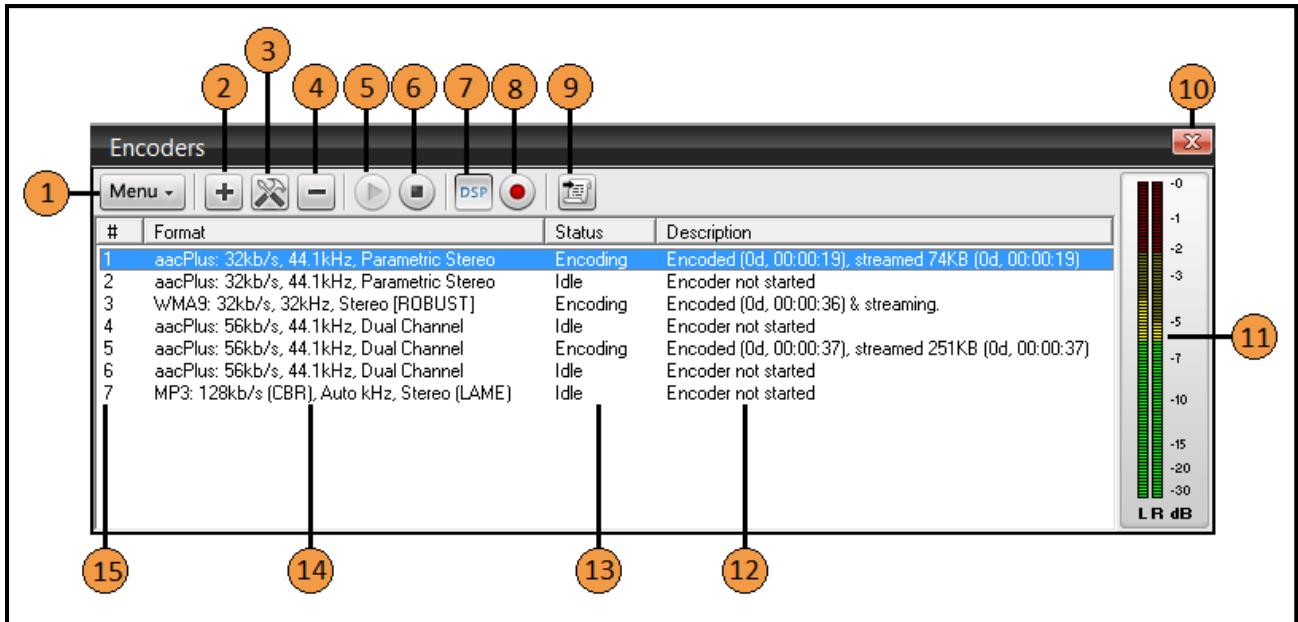 3
2 4 5 6 7 8 9 10
Encoders
1 Menu DSP
# Format Status Description
1 aacPlus: 32kb/s, 44.1kHz, Parametric Stereo Encoding Encoded (0d, 00:00:19), streamed 74KB (0d, 00:00:19)
2 aacPlus: 32kb/s, 44.1kHz, Parametric Stereo Idle Encoder not started
3 WMA9: 32kb/s, 32kHz, Stereo [ROBUST] Encoding Encoded (0d, 00:00:36) & streaming.
4 aacPlus: 56kb/s, 44.1kHz, Dual Channel Idle Encoder not started
5 aacPlus: 56kb/s, 44.1kHz, Dual Channel Encoding Encoded (0d, 00:00:37), streamed 251KB (0d, 00:00:37)
6 aacPlus: 56kb/s, 44.1kHz, Dual Channel Idle Encoder not started
7 MP3: 128kb/s (CBR), Auto kHz, Stereo (LAME) Idle Encoder not started
-0
-1
-2
-3
-5
11
-7
-10
-15
-20
-30
L R dB
15 14 13 12